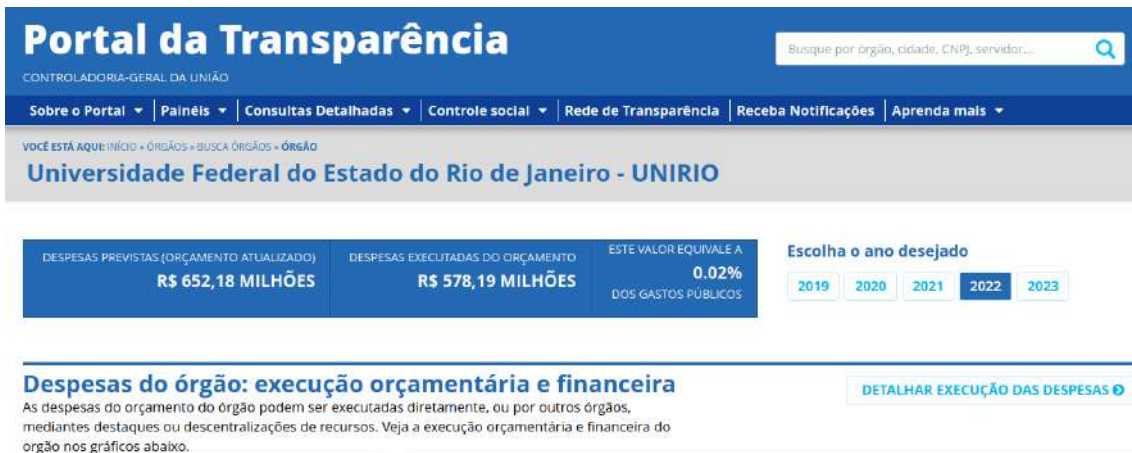 Portal da Transparência
CONTROLADORIA-GERAL DA UNIÃO
Busque por órgão, cidade, CNPJ, servidor...
Sobre o Portal Painéis Consultas Detalhadas Controle social Rede de Transparência Receba Notificações Aprenda mais
VOCÊ ESTÁ AQUI: INÍCIO » ÓRGÃOS » BUSCA ÓRGÃOS » ÓRGÃO
Universidade Federal do Estado do Rio de Janeiro - UNIRIO
DESPESAS PREVISTAS (ORÇAMENTO ATUALIZADO)
R$ 652,18 MILHÕES
DESPESAS EXECUTADAS DO ORÇAMENTO
R$ 578,19 MILHÕES
ESTE VALOR EQUIVALE A
0.02%
DOS GASTOS PÚBLICOS
Escolha o ano desejado
2019 2020 2021 2022 2023
Despesas do órgão: execução orçamentária e financeira
DETALHAR EXECUÇÃO DAS DESPESAS
As despesas do orçamento do órgão podem ser executadas diretamente, ou por outros órgãos,
mediantes destaques ou descentralizações de recursos. Veja a execução orçamentária e financeira do
orgão nos gráficos abaixo.